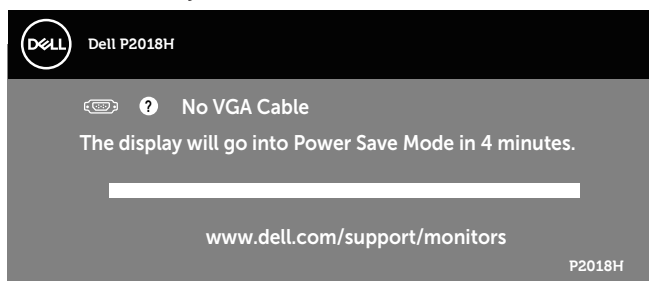 DELL
Dell P2018H
? No VGA Cable
The display will go into Power Save Mode in 4 minutes.
www.dell.com/support/monitors
P2018H